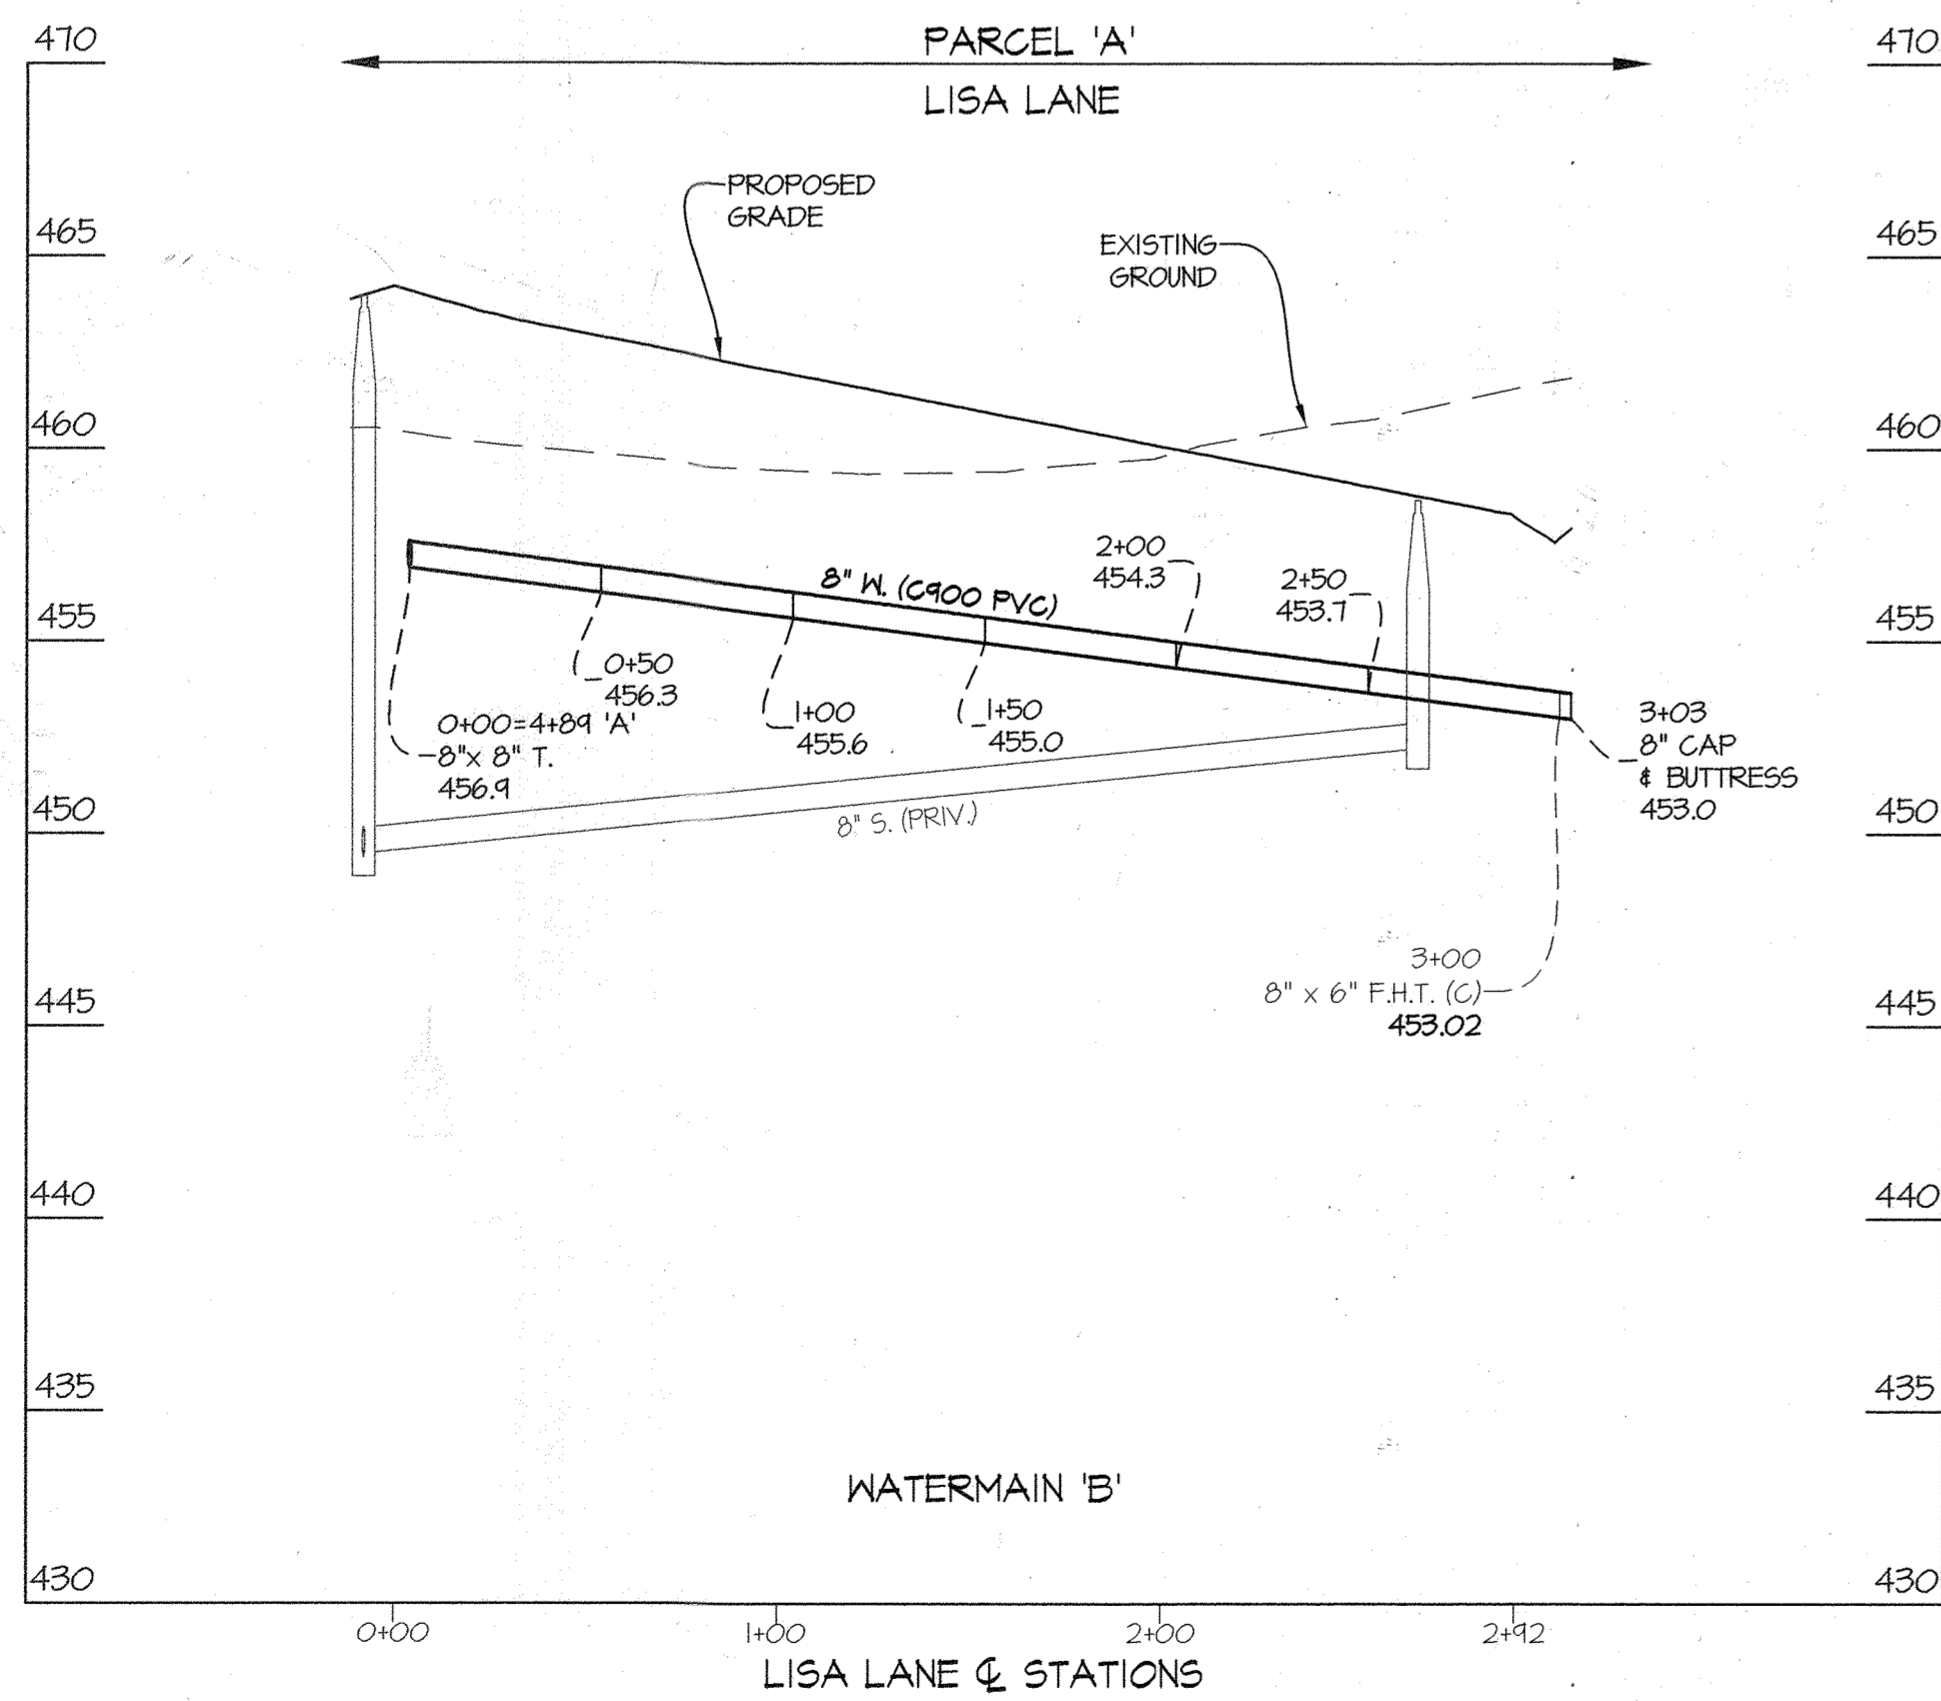 PARCEL 'A'
LISA LANE
470
470
465
465
460
460
455
455
450
450
445
445
440
440
435
435
430
430
PROPOSED
GRADE
EXISTING
GROUND
8" W. (C900 PVC)
2+00
454.3
2+50
453.7
0+50
456.3
0+00=4+89 'A'
8"x 8" T.
456.9
1+00
455.6
1+50
455.0
3+03
8" CAP
& BUTTRESS
453.0
8" S. (PRIV.)
3+00
8" x 6" F.H.T. (C)
453.02
WATERMAIN 'B'
0+00
1+00
2+00
2+92
LISA LANE ℄ STATIONS